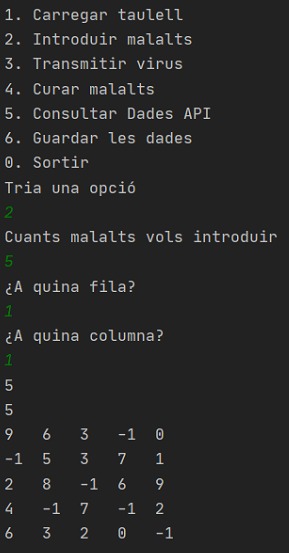 1. Carregar taulell
2. Introduir malalts
3. Transmitir virus
4. Curar malalts
5. Consultar Dades API
6. Guardar les dades
0. Sortir
Tria una opció
2
Cuants malalts vols introduir
5
¿A quina fila?
1
¿A quina columna?
1
5
5
9 6 3 -1 0
-1 5 3 7 1
2 8 -1 6 9
4 -1 7 -1 2
6 3 2 0 -1